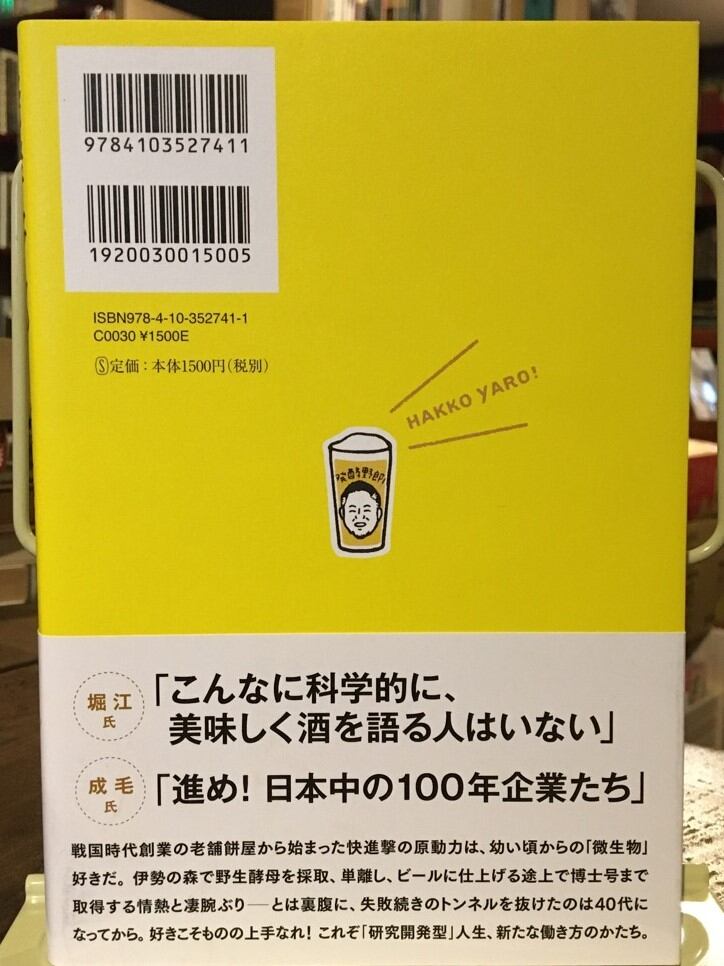 9784103527411
1920030015005
ISBN978-4-10-352741-1
C0030 ¥1500E
Ⓢ定価：本体1500円（税別）
HAKKO YARO!
発酵野郎！
堀江
氏
「こんなに科学的に、
美味しく酒を語る人はいない」
成毛
氏
「進め！日本中の100年企業たち」
戦国時代創業の老舗餅屋から始まった快進撃の原動力は、幼い頃からの「微生物」
好きだ。伊勢の森で野生酵母を採取、単離し、ビールに仕上げる途上で博士号まで
取得する情熱と凄腕ぶり――とは裏腹に、失敗続きのトンネルを抜けたのは40代に
なってから。好きこそものの上手なれ！これぞ「研究開発型」人生、新たな働き方のかたち。